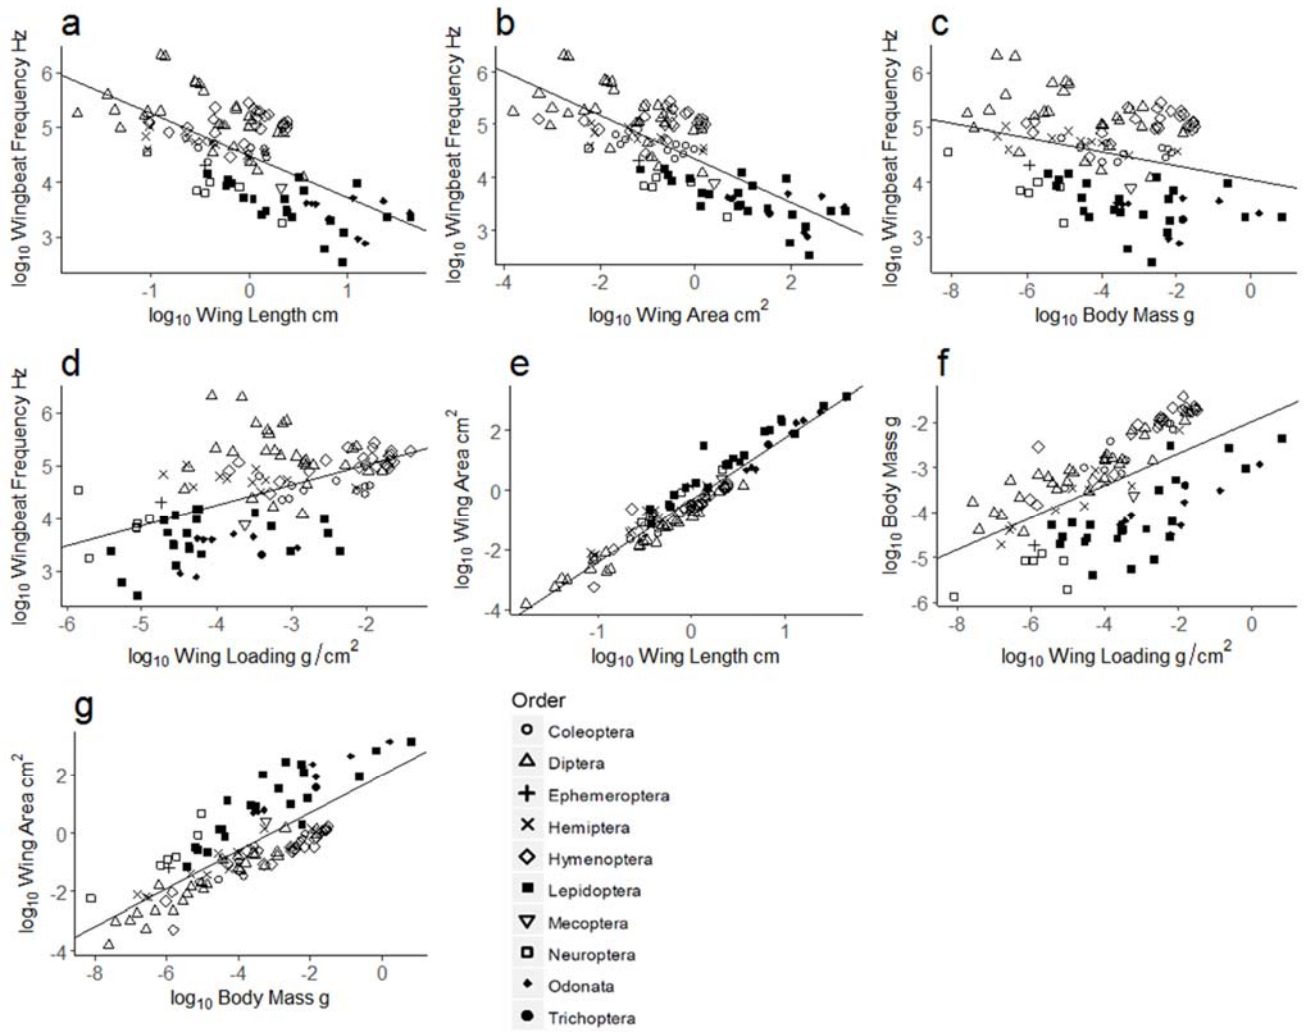 a
log10 Wingbeat Frequency Hz
6
5
4
3
-1 0 1
log10 Wing Length cm
b
log10 Wingbeat Frequency Hz
6
5
4
3
-4 -2 0 2
log10 Wing Area cm2
c
log10 Wingbeat Frequency Hz
6
5
4
3
-8 -6 -4 -2 0
log10 Body Mass g
d
log10 Wingbeat Frequency Hz
6
5
4
3
-6 -5 -4 -3 -2
log10 Wing Loading g/cm2
e
log10 Wing Area cm2
2
0
-2
-4
-1 0 1
log10 Wing Length cm
f
log10 Body Mass g
-2
-3
-4
-5
-6
-8 -6 -4 -2 0
log10 Wing Loading g/cm2
g
log10 Wing Area cm2
2
0
-2
-4
-8 -6 -4 -2 0
log10 Body Mass g
Order
Coleoptera
Diptera
Ephemeroptera
Hemiptera
Hymenoptera
Lepidoptera
Mecoptera
Neuroptera
Odonata
Trichoptera